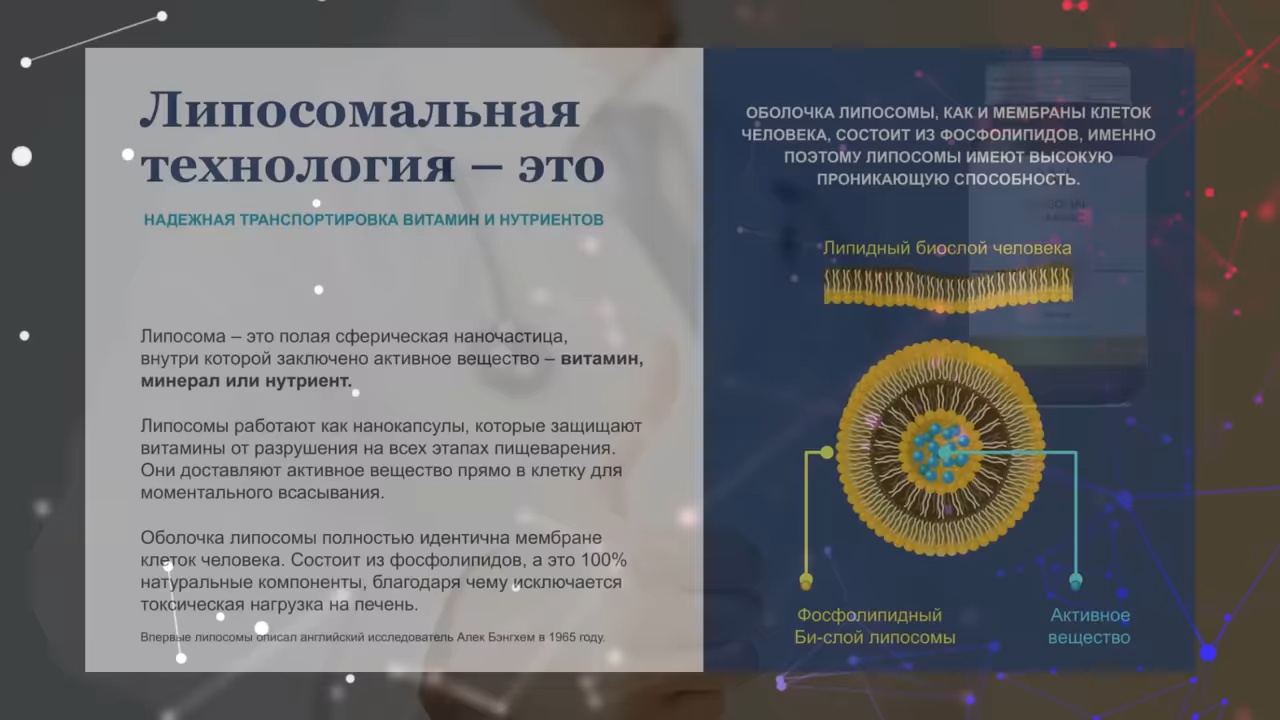 Липосомальная
технология – это
НАДЕЖНАЯ ТРАНСПОРТИРОВКА ВИТАМИН И НУТРИЕНТОВ
Липосома – это полая сферическая наночастица,
внутри которой заключено активное вещество – витамин,
минерал или нутриент.
Липосомы работают как нанокапсулы, которые защищают
витамины от разрушения на всех этапах пищеварения.
Они доставляют активное вещество прямо в клетку для
моментального всасывания.
Оболочка липосомы полностью идентична мембране
клеток человека. Состоит из фосфолипидов, а это 100%
натуральные компоненты, благодаря чему исключается
токсическая нагрузка на печень.
Впервые липосомы описал английский исследователь Алек Бэнгхем в 1965 году.
ОБОЛОЧКА ЛИПОСОМЫ, КАК И МЕМБРАНЫ КЛЕТОК
ЧЕЛОВЕКА, СОСТОИТ ИЗ ФОСФОЛИПИДОВ, ИМЕННО
ПОЭТОМУ ЛИПОСОМЫ ИМЕЮТ ВЫСОКУЮ
ПРОНИКАЮЩУЮ СПОСОБНОСТЬ.
Липидный биослой человека
Фосфолипидный
Би-слой липосомы
Активное
вещество